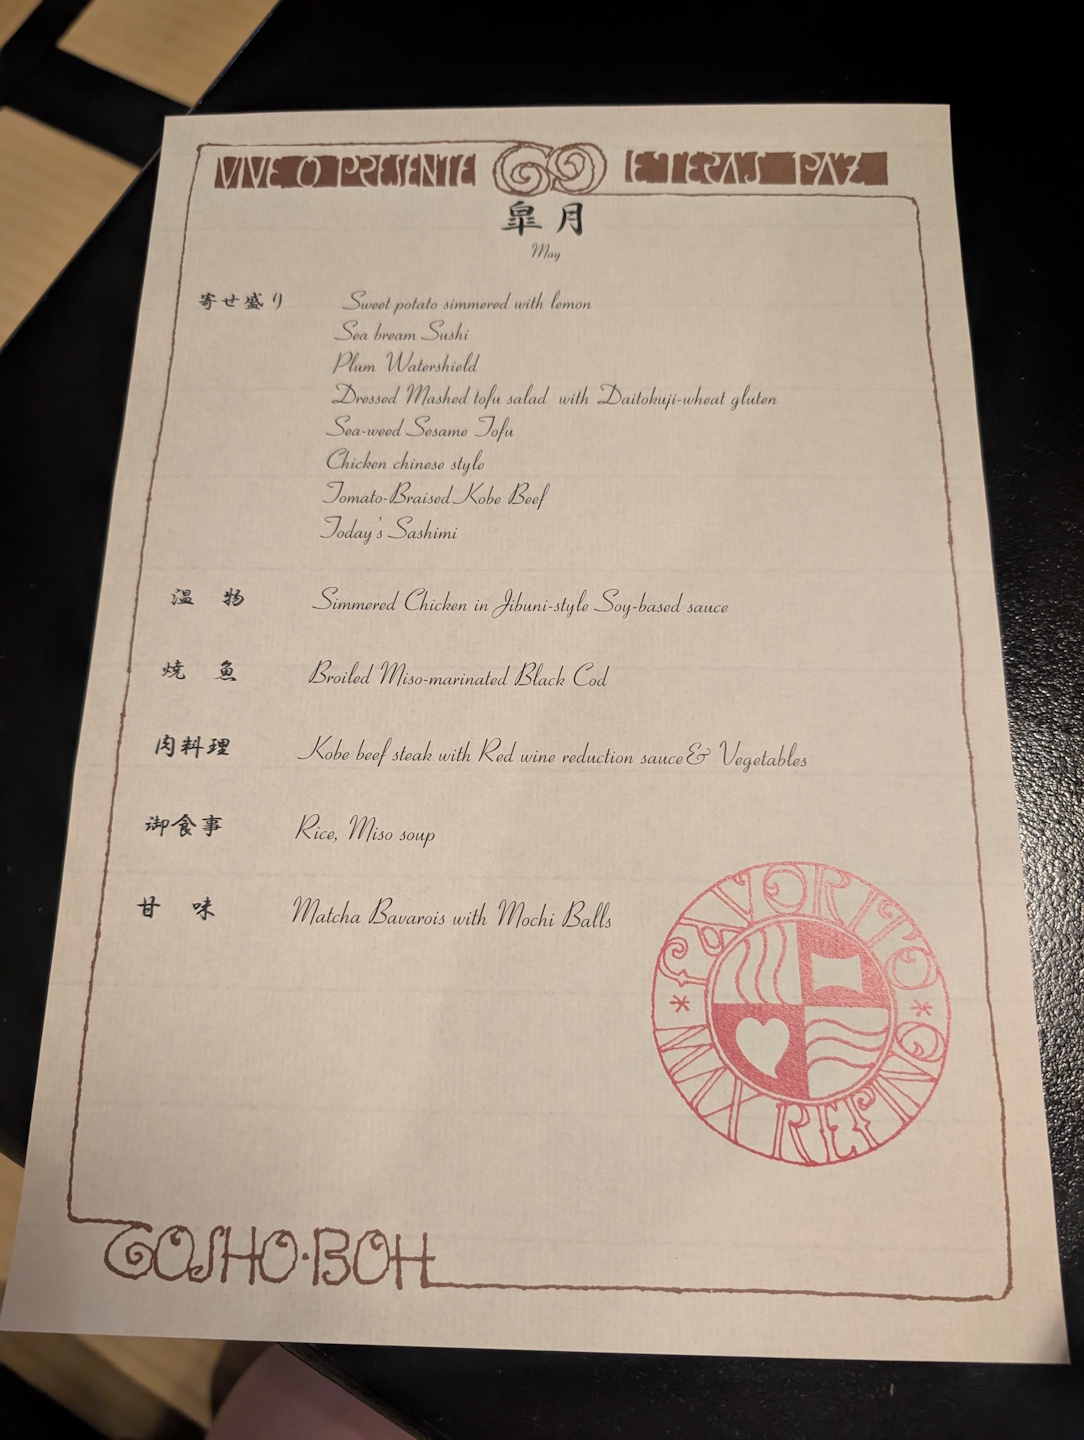 VIVE O PRESENTE E TERAS PAZ
皐月
May
寄せ盛り Sweet potato simmered with lemon
Sea bream Sushi
Plum Watershield
Dressed Mashed tofu salad with Daitokuji-wheat gluten
Sea-weed Sesame Tofu
Chicken chinese style
Tomato-Braised Kobe Beef
Today's Sashimi
温 物 Simmered Chicken in Jibuni-style Soy-based sauce
焼 魚 Broiled Miso-marinated Black Cod
肉料理 Kobe beef steak with Red wine reduction sauce & Vegetables
御食事 Rice, Miso soup
甘 味 Matcha Bavarois with Mochi Balls
FAVORITO
GOSHO·BOH